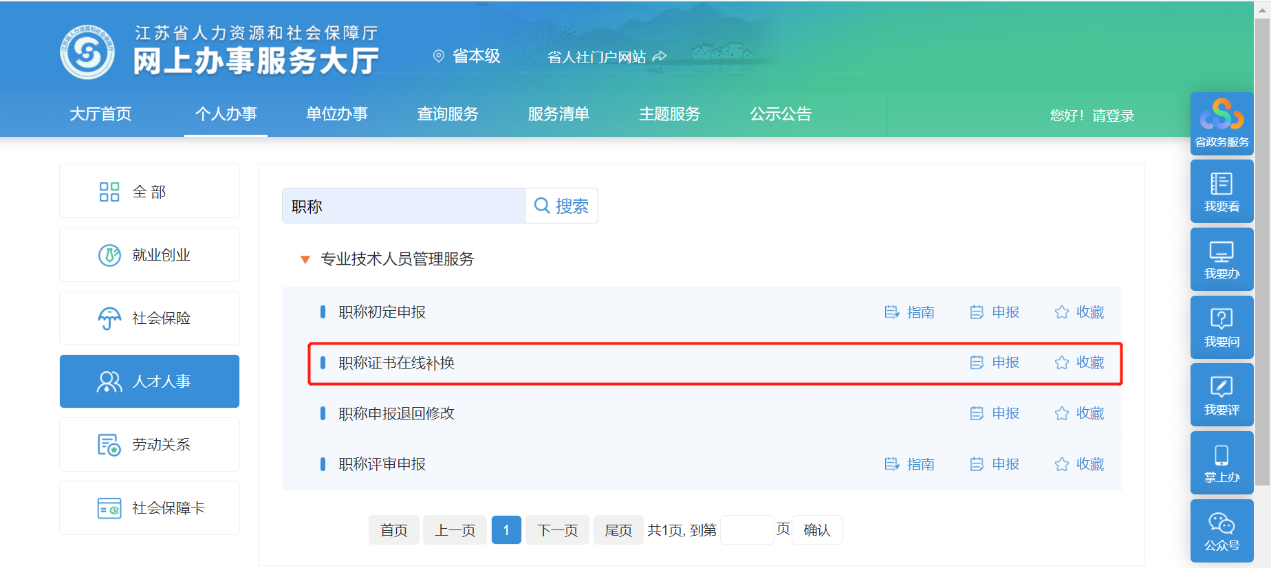 江苏省人力资源和社会保障厅
网上办事服务大厅
省本级
省人社门户网站
大厅首页 个人办事 单位办事 查询服务 服务清单 主题服务 公示公告 您好！请登录
全部
就业创业
社会保险
人才人事
劳动关系
社会保障卡
职称 搜索
专业技术人员管理服务
职称初定申报 指南 申报 收藏
职称证书在线补换 申报 收藏
职称申报退回修改 申报 收藏
职称评审申报 指南 申报 收藏
首页 上一页 1 下一页 尾页 共1页, 到第 页 确认
省政务服务
我要看
我要办
我要问
我要评
掌上办
公众号